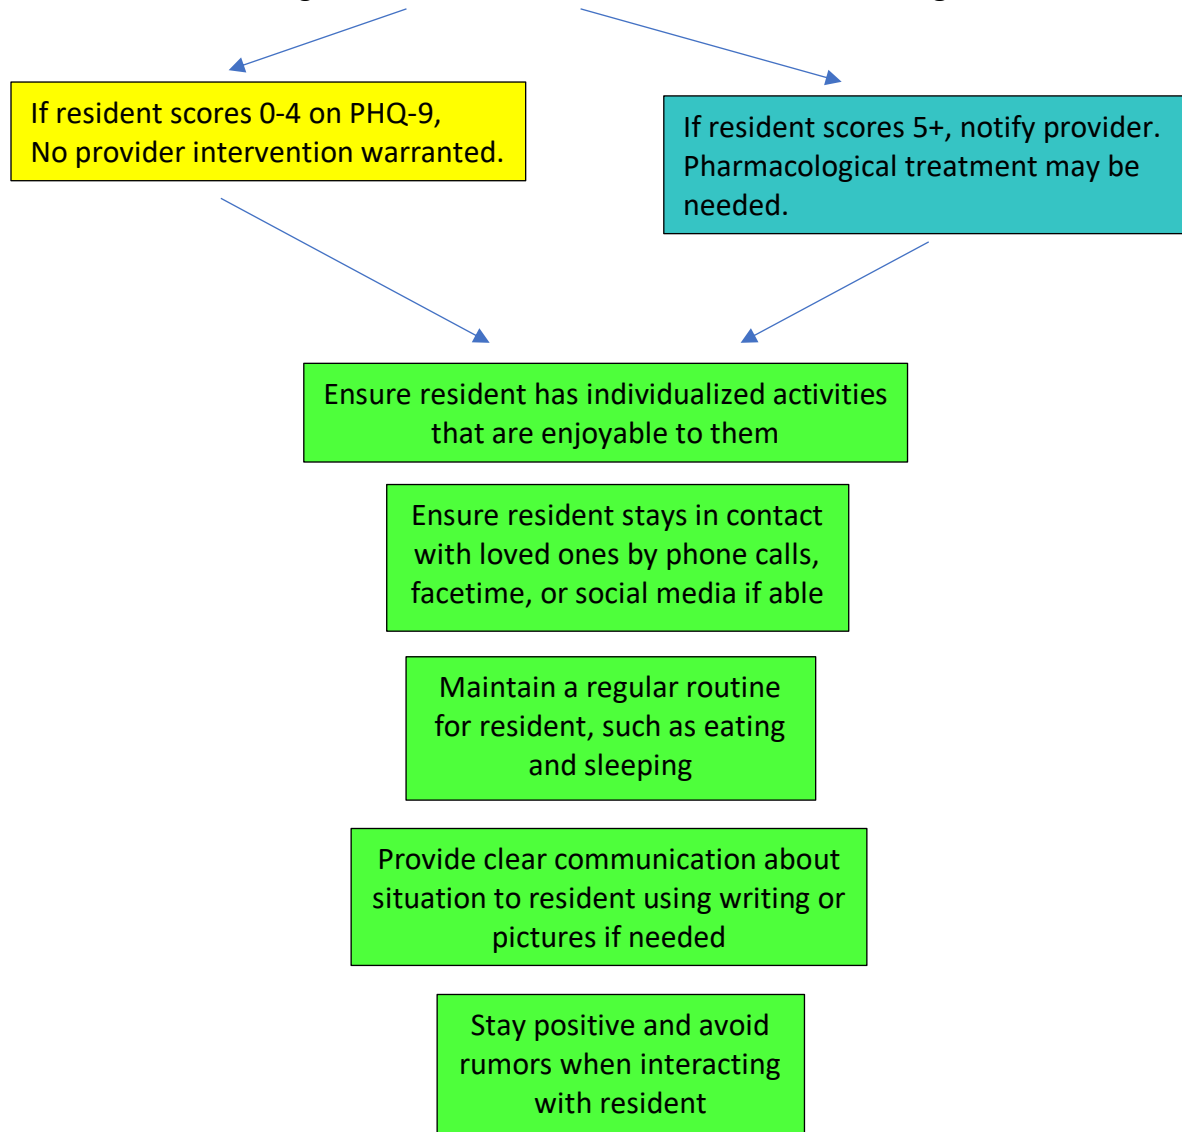 If resident scores 0-4 on PHQ-9,
No provider intervention warranted.
If resident scores 5+, notify provider.
Pharmacological treatment may be
needed.
Ensure resident has individualized activities
that are enjoyable to them
Ensure resident stays in contact
with loved ones by phone calls,
facetime, or social media if able
Maintain a regular routine
for resident, such as eating
and sleeping
Provide clear communication about
situation to resident using writing or
pictures if needed
Stay positive and avoid
rumors when interacting
with resident